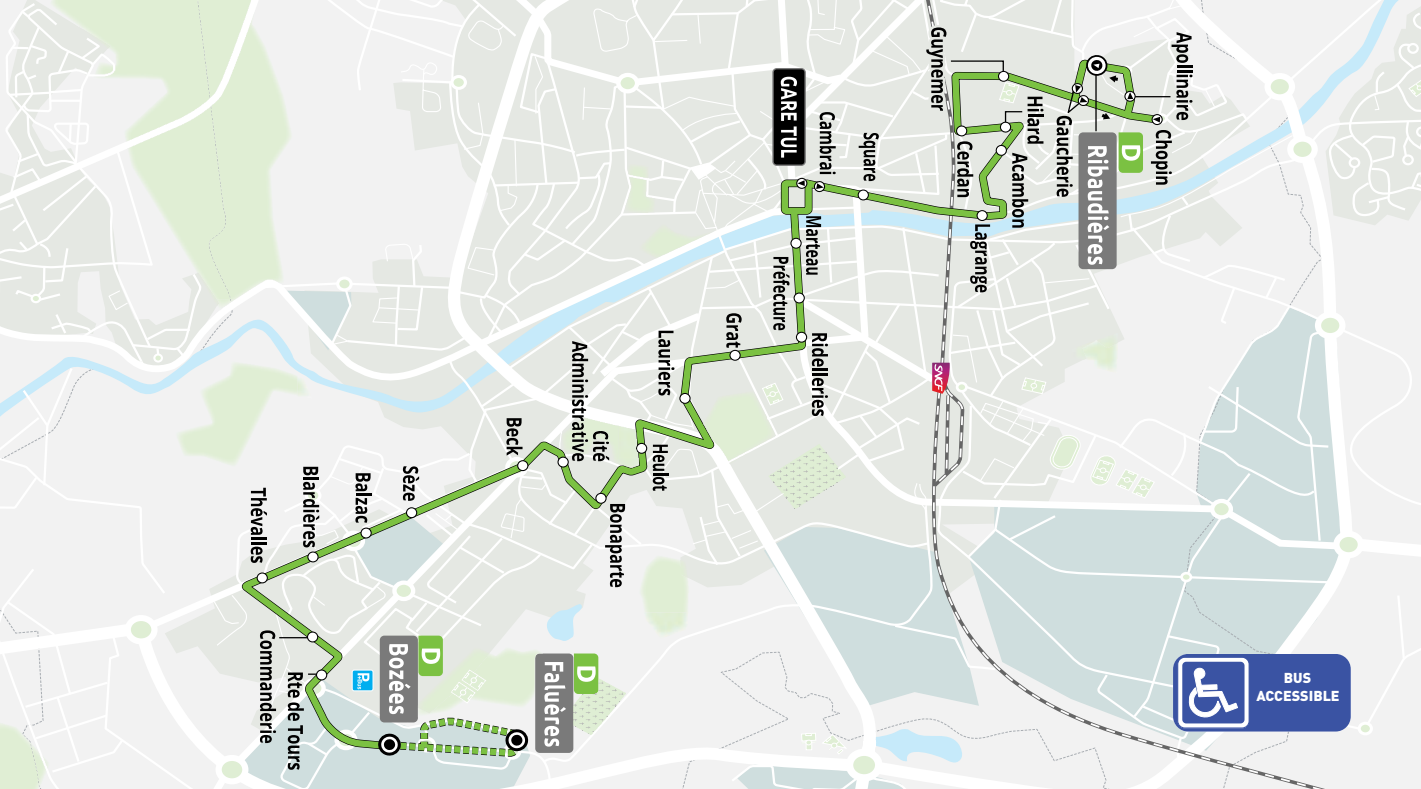 Apollinaire
Chopin
D
Ribaudières
Gaucherie
Hilard
Acambon
Guynemer
Cerdan
Lagrange
Square
Cambrai
GARE TUL
Marteau
Préfecture
Ridelleries
SNCF
Grat
Lauriers
Heulot
Bonaparte
Cité
Administrative
Beck
Sèze
Balzac
Blardières
Thévalles
Commanderie
Rte de Tours
D
Bozées
D
Faluères
BUS
ACCESSIBLE